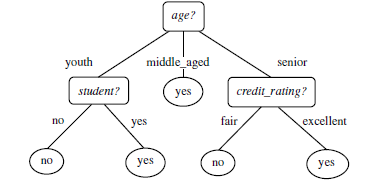 age?
youth middle_aged senior
student? yes credit_rating?
no yes fair excellent
no yes no yes